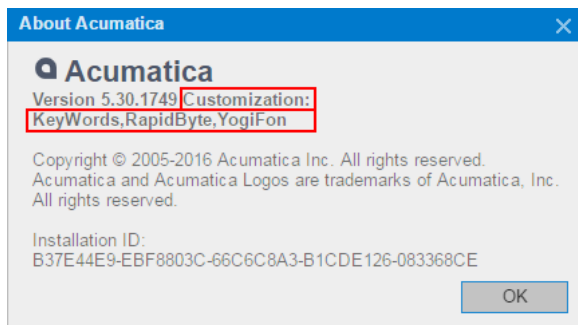 About Acumatica
Acumatica
Version 5.30.1749 Customization:
KeyWords,RapidByte,YogiFon
Copyright © 2005-2016 Acumatica Inc. All rights reserved.
Acumatica and Acumatica Logos are trademarks of Acumatica, Inc.
All rights reserved.
Installation ID:
B37E44E9-EBF8803C-66C6C8A3-B1CDE126-083368CE
OK